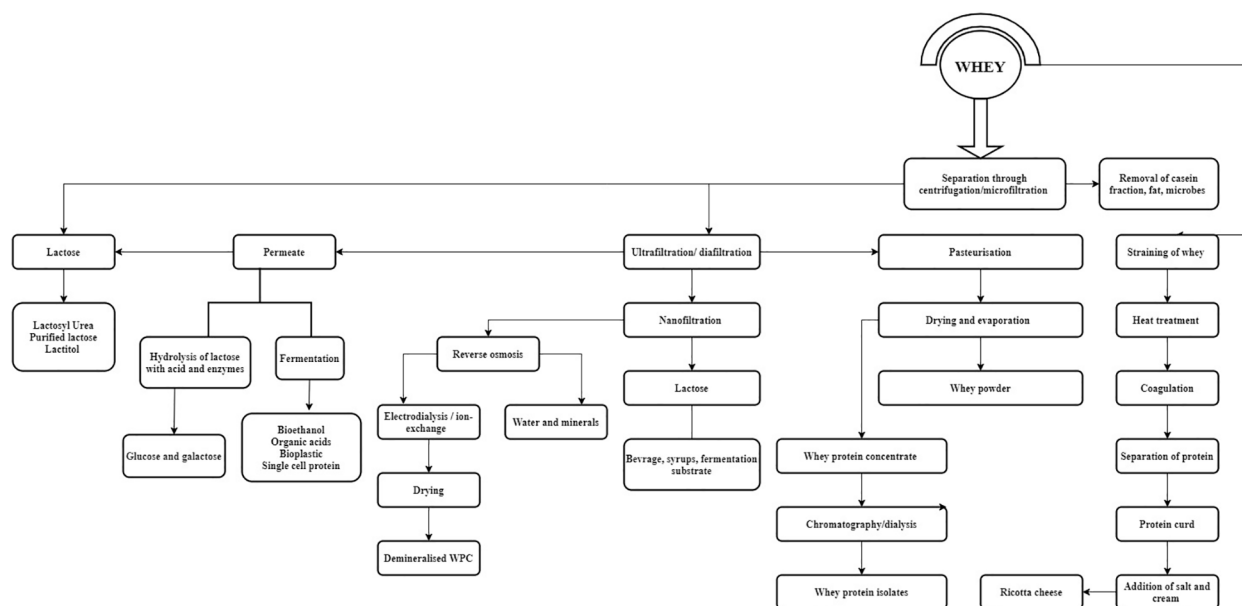 WHEY
Separation through
centrifugation/microfiltration
Removal of casein
fraction, fat, microbes
Lactose
Permeate
Ultrafiltration/ diafiltration
Pasteurisation
Straining of whey
Lactosyl Urea
Purified lactose
Lactitol
Nanofiltration
Drying and evaporation
Heat treatment
Hydrolysis of lactose
with acid and enzymes
Fermentation
Reverse osmosis
Lactose
Whey powder
Coagulation
Electrodialysis / ion-
exchange
Water and minerals
Bioethanol
Organic acids
Bioplastic
Single cell protein
Glucose and galactose
Bevrage, syrups, fermentation
substrate
Whey protein concentrate
Separation of protein
Drying
Chromatography/dialysis
Protein curd
Demineralised WPC
Whey protein isolates
Ricotta cheese
Addition of salt and
cream